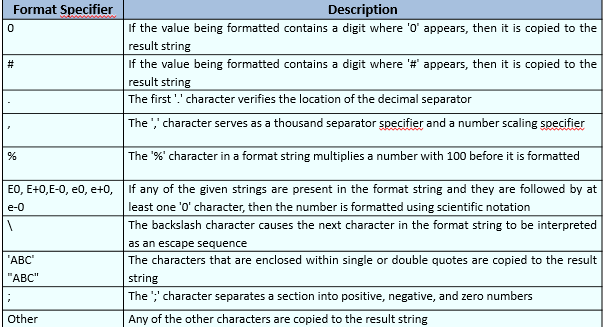 Format Specifier Description
0 If the value being formatted contains a digit where '0' appears, then it is copied to the
result string
# If the value being formatted contains a digit where '#' appears, then it is copied to the
result string
. The first '.' character verifies the location of the decimal separator
, The ',' character serves as a thousand separator specifier and a number scaling specifier
% The '%' character in a format string multiplies a number with 100 before it is formatted
E0, E+0,E-0, e0, e+0, If any of the given strings are present in the format string and they are followed by at
e-0 least one '0' character, then the number is formatted using scientific notation
\ The backslash character causes the next character in the format string to be interpreted
as an escape sequence
'ABC' The characters that are enclosed within single or double quotes are copied to the result
"ABC" string
; The ';' character separates a section into positive, negative, and zero numbers
Other Any of the other characters are copied to the result string